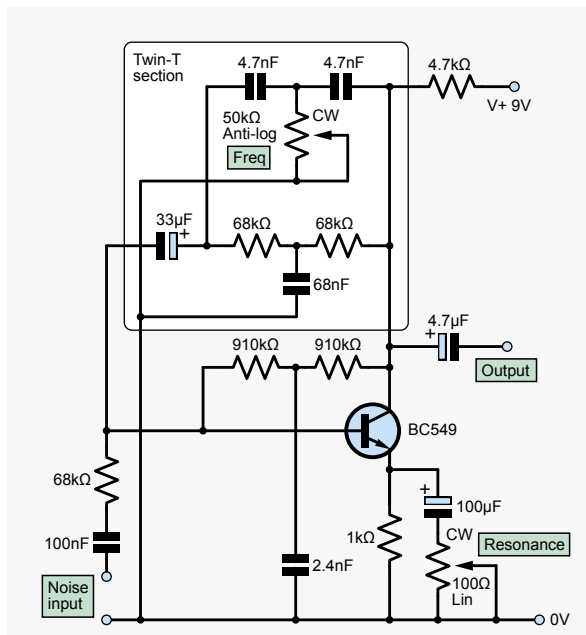 Twin-T
section
4.7nF
4.7nF
4.7kΩ
V+ 9V
50kΩ
Anti-log
CW
Freq
33µF
+
68kΩ
68kΩ
68nF
910kΩ
910kΩ
4.7µF
+
Output
BC549
68kΩ
100nF
Noise
input
2.4nF
1kΩ
+
100µF
CW
Resonance
100Ω
Lin
0V